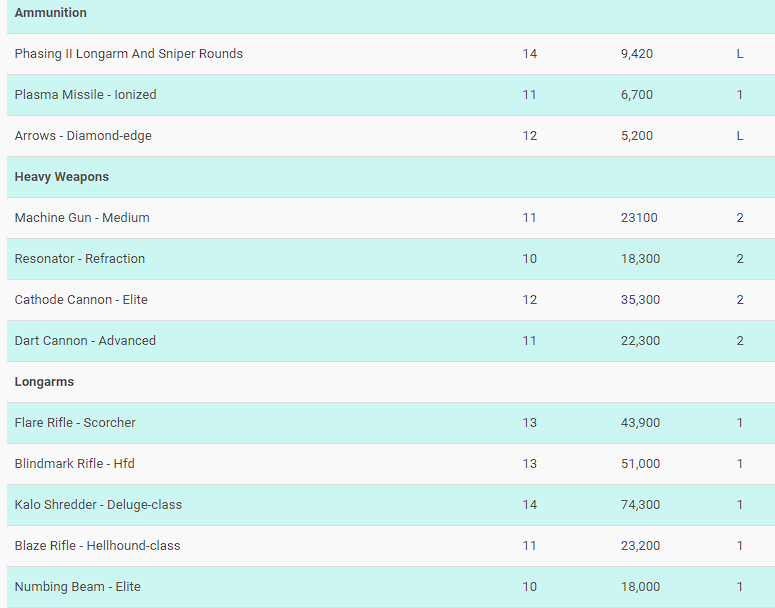 Ammunition
Phasing II Longarm And Sniper Rounds 14 9,420 L
Plasma Missile - Ionized 11 6,700 1
Arrows - Diamond-edge 12 5,200 L
Heavy Weapons
Machine Gun - Medium 11 23100 2
Resonator - Refraction 10 18,300 2
Cathode Cannon - Elite 12 35,300 2
Dart Cannon - Advanced 11 22,300 2
Longarms
Flare Rifle - Scorcher 13 43,900 1
Blindmark Rifle - Hfd 13 51,000 1
Kalo Shredder - Deluge-class 14 74,300 1
Blaze Rifle - Hellhound-class 11 23,200 1
Numbing Beam - Elite 10 18,000 1